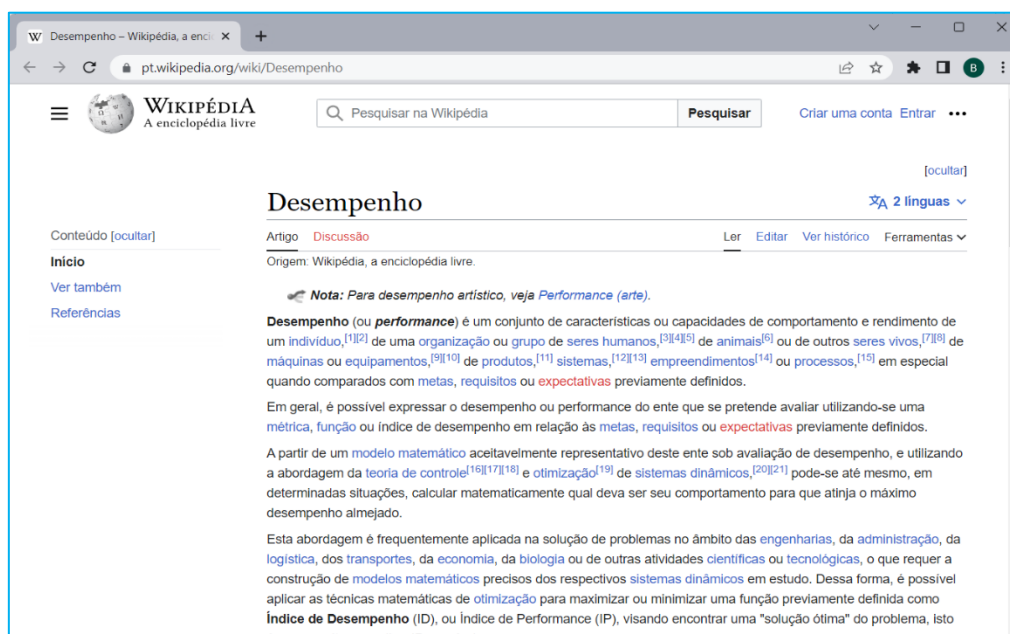 W Desempenho – Wikipédia, a enci
pt.wikipedia.org/wiki/Desempenho
B
WIKIPÉDIA
A enciclopédia livre
Pesquisar na Wikipédia
Pesquisar
Criar uma conta Entrar
[ocultar]
Desempenho
2 línguas
Conteúdo [ocultar]
Início
Ver também
Referências
Artigo Discussão
Ler Editar Ver histórico Ferramentas
Origem: Wikipédia, a enciclopédia livre.
Nota: Para desempenho artístico, veja Performance (arte).
Desempenho (ou performance) é um conjunto de características ou capacidades de comportamento e rendimento de
um indivíduo,[1][2] de uma organização ou grupo de seres humanos,[3][4][5] de animais[6] ou de outros seres vivos,[7][8] de
máquinas ou equipamentos,[9][10] de produtos,[11] sistemas,[12][13] empreendimentos[14] ou processos,[15] em especial
quando comparados com metas, requisitos ou expectativas previamente definidos.
Em geral, é possível expressar o desempenho ou performance do ente que se pretende avaliar utilizando-se uma
métrica, função ou índice de desempenho em relação às metas, requisitos ou expectativas previamente definidos.
A partir de um modelo matemático aceitavelmente representativo deste ente sob avaliação de desempenho, e utilizando
a abordagem da teoria de controle[16][17][18] e otimização[19] de sistemas dinâmicos,[20][21] pode-se até mesmo, em
determinadas situações, calcular matematicamente qual deva ser seu comportamento para que atinja o máximo
desempenho almejado.
Esta abordagem é frequentemente aplicada na solução de problemas no âmbito das engenharias, da administração, da
logística, dos transportes, da economia, da biologia ou de outras atividades científicas ou tecnológicas, o que requer a
construção de modelos matemáticos precisos dos respectivos sistemas dinâmicos em estudo. Dessa forma, é possível
aplicar as técnicas matemáticas de otimização para maximizar ou minimizar uma função previamente definida como
Índice de Desempenho (ID), ou Índice de Performance (IP), visando encontrar uma "solução ótima" do problema, isto